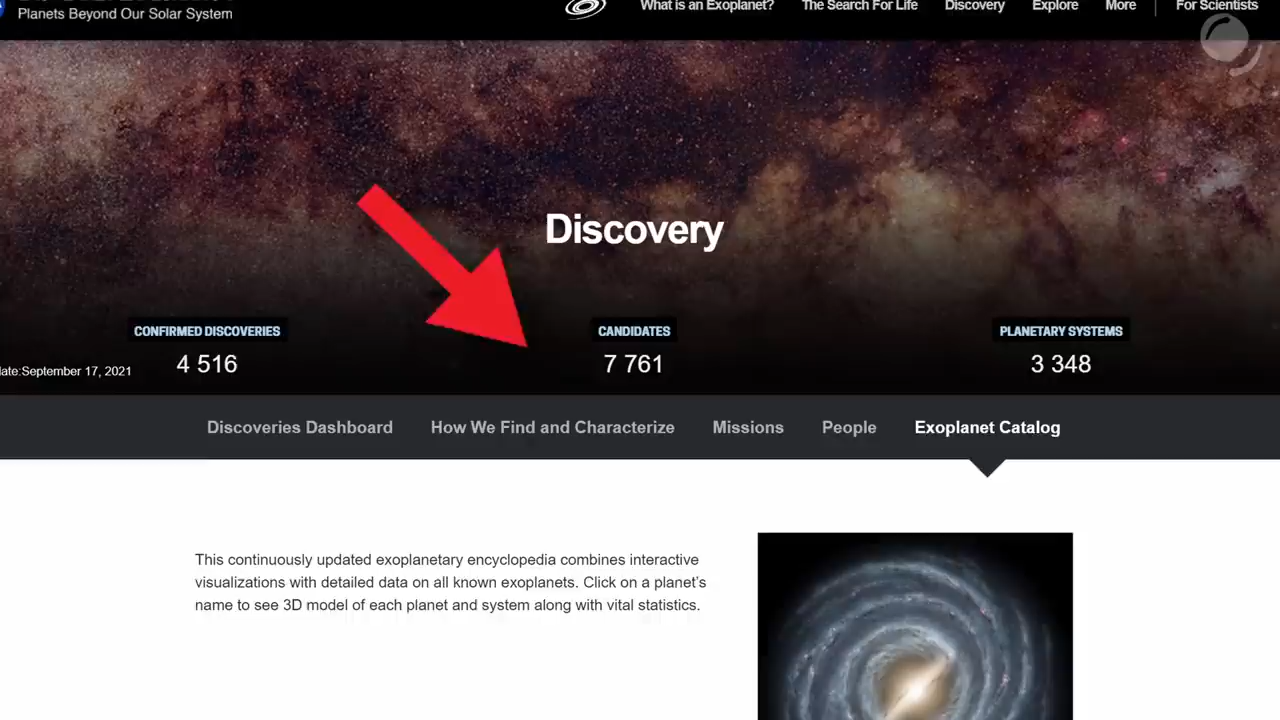 Planets Beyond Our Solar System
What is an Exoplanet? The Search For Life Discovery Explore More For Scientists
Discovery
CONFIRMED DISCOVERIES CANDIDATES PLANETARY SYSTEMS
4 516 7 761 3 348
September 17, 2021
Discoveries Dashboard How We Find and Characterize Missions People Exoplanet Catalog
This continuously updated exoplanetary encyclopedia combines interactive
visualizations with detailed data on all known exoplanets. Click on a planet's
name to see 3D model of each planet and system along with vital statistics.